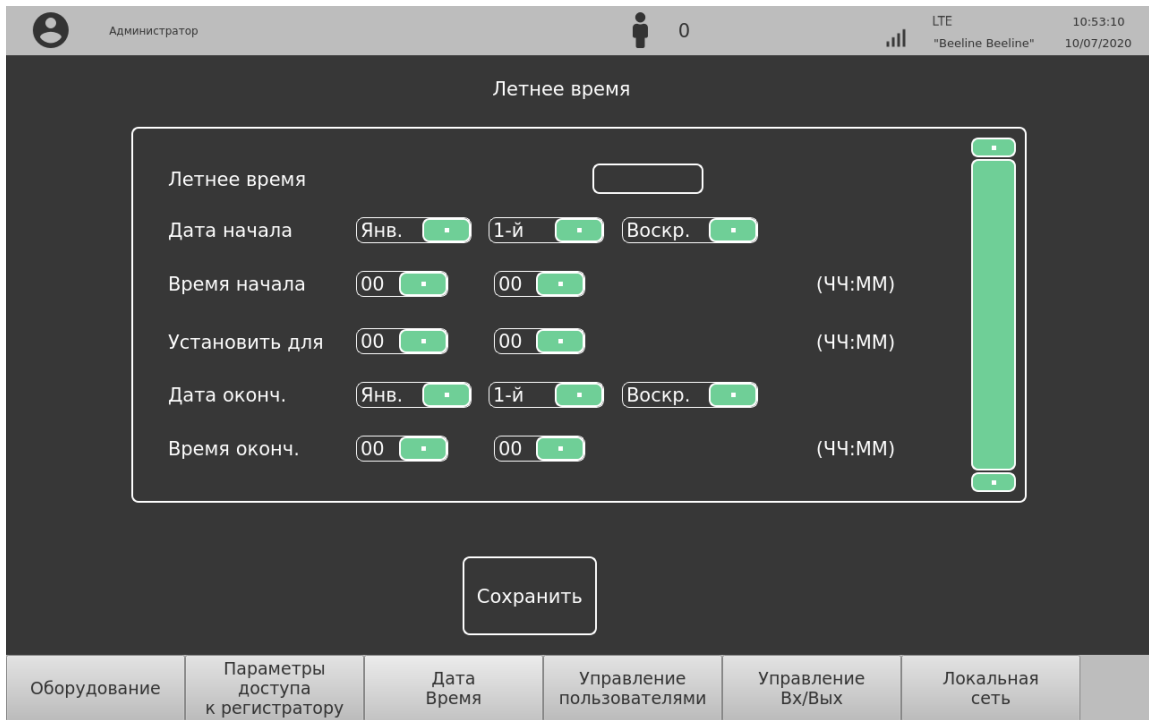 Администратор
0
LTE
10:53:10
"Beeline Beeline"
10/07/2020
Летнее время
Летнее время
Дата начала Янв. 1-й Воскр.
Время начала 00 00 (ЧЧ:ММ)
Установить для 00 00 (ЧЧ:ММ)
Дата оконч. Янв. 1-й Воскр.
Время оконч. 00 00 (ЧЧ:ММ)
Сохранить
Оборудование
Параметры
доступа
к регистратору
Дата
Время
Управление
пользователями
Управление
Вх/Вых
Локальная
сеть